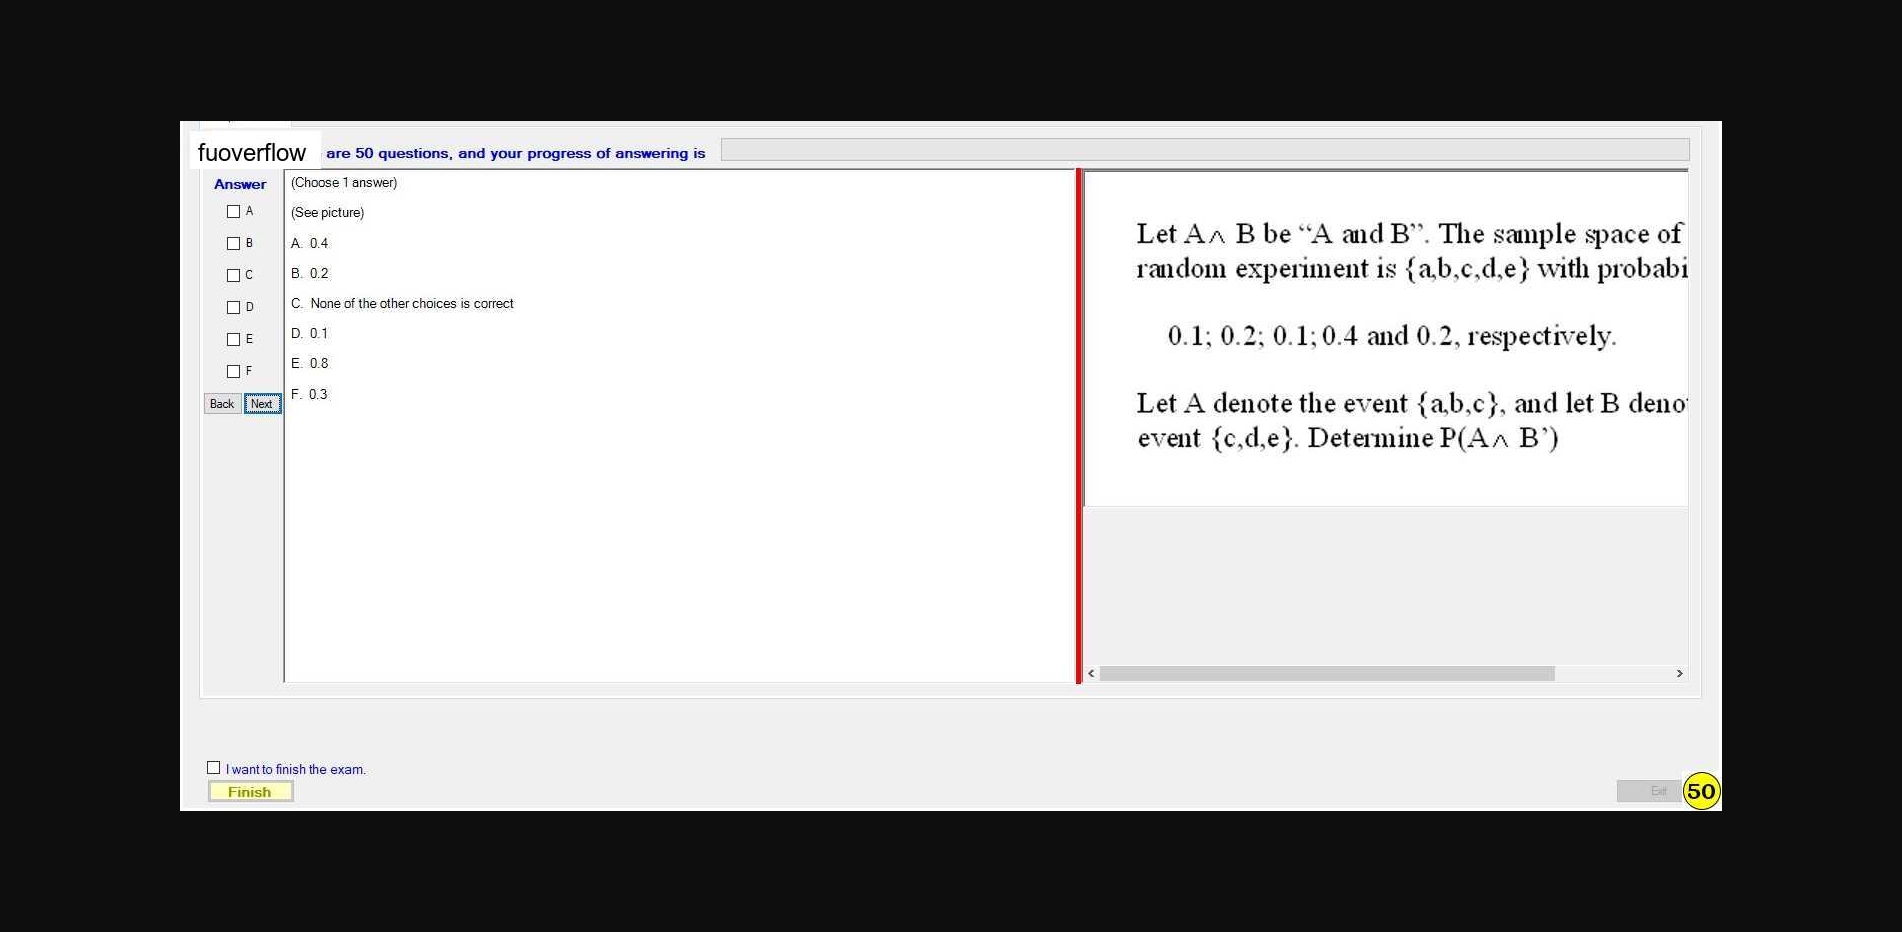 fuoverflow are 50 questions, and your progress of answering is
Answer
A
B
C
D
E
F
Back Next
(Choose 1 answer)
(See picture)
A. 0.4
B. 0.2
C. None of the other choices is correct
D. 0.1
E. 0.8
F. 0.3
Let A∧ B be “A and B”. The sample space of
random experiment is {a,b,c,d,e} with probabi
0.1; 0.2; 0.1; 0.4 and 0.2, respectively.
Let A denote the event {a,b,c}, and let B deno
event {c,d,e}. Determine P(A∧ B’)
I want to finish the exam.
Finish
Exit 50